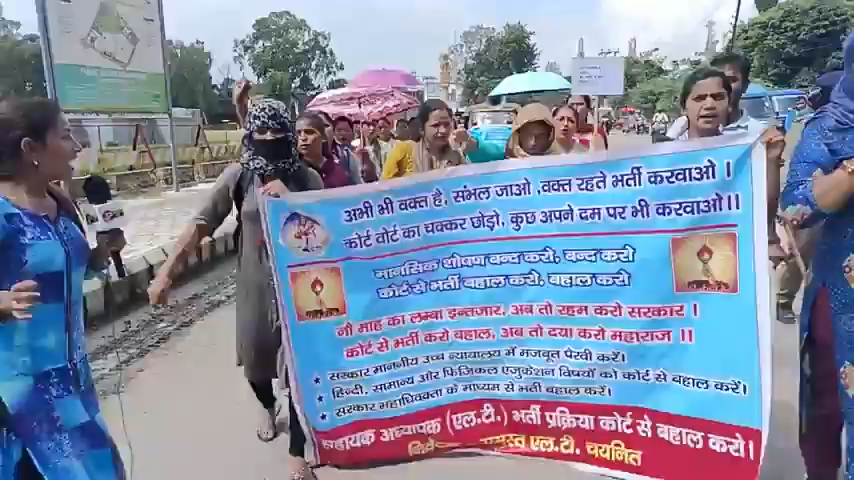 अभी भी वक्त है, संभल जाओ, वक्त रहते भर्ती करवाओ ।
कोर्ट वोर्ट का चक्कर छोड़ो, कुछ अपने दम पर भी करवाओ ।।
मानसिक शोषण बन्द करो, बन्द करो
कोर्ट से भर्ती बहाल करो, बहाल करो
नौ माह का लम्बा इन्तजार, अब तो रहम करो सरकार ।
कोर्ट से भर्ती करो बहाल, अब तो दया करो महाराज ।।
* सरकार माननीय उच्च न्यायालय में मजबूत पैरवी करें।
* हिन्दी, सामान्य और फिजिकल एजुकेशन विषयों को कोर्ट से बहाल करें।
* सरकार महाधिवक्ता के माध्यम से भर्ती बहाल करें।
सहायक अध्यापक (एल.टी.) भर्ती प्रक्रिया कोर्ट से बहाल करो।
समस्त एल.टी. चयनित